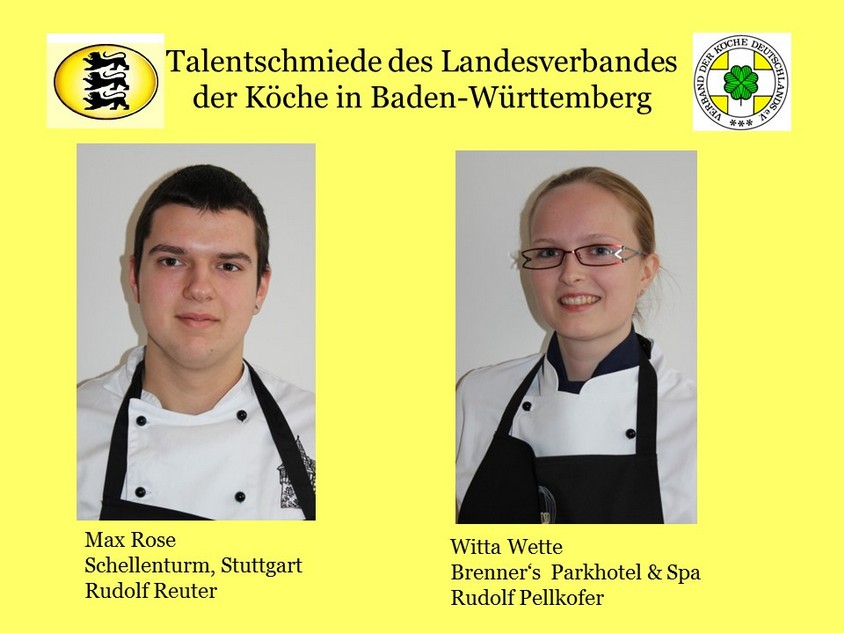 Talentschmiede des Landesverbandes
der Köche in Baden-Württemberg
VERBAND DER KÖCHE DEUTSCHLANDS e.V.
***
Max Rose
Schellenturm, Stuttgart
Rudolf Reuter
Witta Wette
Brenner‘s  Parkhotel & Spa
Rudolf Pellkofer